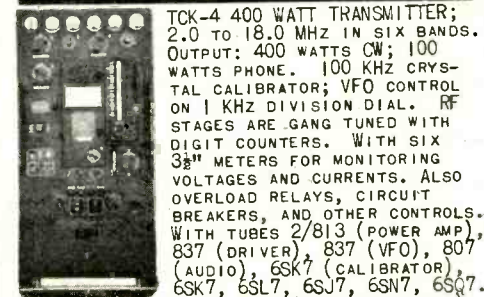 TCK-4 400 WATT TRANSMITTER;
2.0 TO 18.0 MHZ IN SIX BANDS.
OUTPUT: 400 WATTS CW; 100
WATTS PHONE. 100 KHZ CRYS-
TAL CALIBRATOR; VFO CONTROL
ON 1 KHZ DIVISION DIAL. RF
STAGES ARE GANG TUNED WITH
DIGIT COUNTERS. WITH SIX
3½" METERS FOR MONITORING
VOLTAGES AND CURRENTS. ALSO
OVERLOAD RELAYS, CIRCUIT
BREAKERS, AND OTHER CONTROLS.
WITH TUBES 2/813 (POWER AMP),
837 (DRIVER), 837 (VFO), 807
(AUDIO), 6SK7 (CALIBRATOR),
6SK7, 6SL7, 6SJ7, 6SN7, 6SQ7.